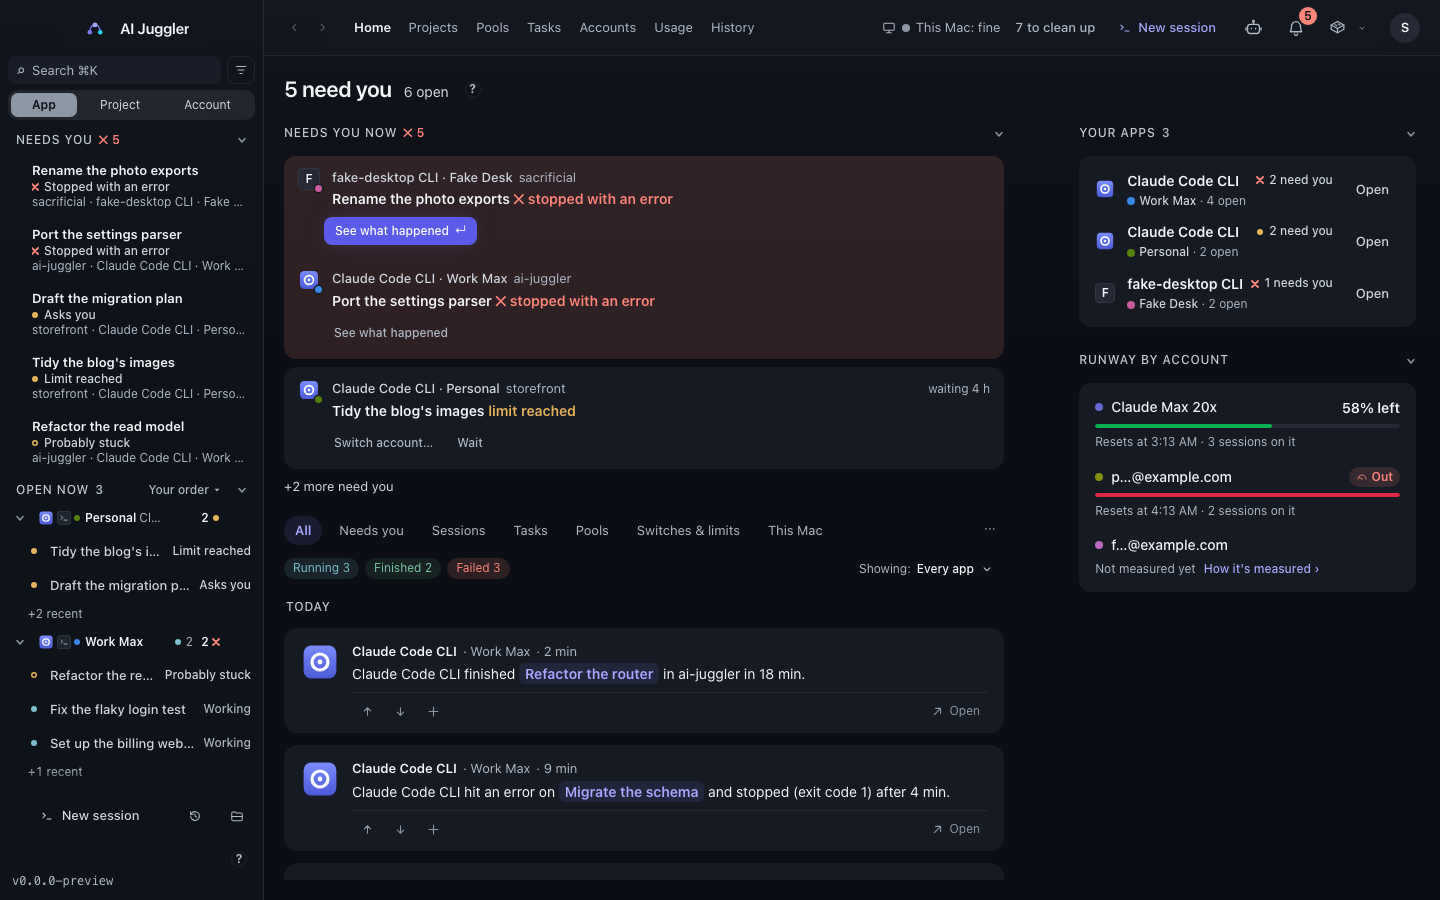 AI Juggler
Search ⌘K
App Project Account
NEEDS YOU 5
Rename the photo exports
Stopped with an error
sacrificial · fake-desktop CLI · Fake ...
Port the settings parser
Stopped with an error
ai-juggler · Claude Code CLI · Work ...
Draft the migration plan
Asks you
storefront · Claude Code CLI · Perso...
Tidy the blog's images
Limit reached
storefront · Claude Code CLI · Perso...
Refactor the read model
Probably stuck
ai-juggler · Claude Code CLI · Work ...
OPEN NOW 3 Your order
Personal Cl... 2
Tidy the blog's i... Limit reached
Draft the migration p... Asks you
+2 recent
Work Max 2 2
Refactor the re... Probably stuck
Fix the flaky login test Working
Set up the billing web... Working
+1 recent
New session
?
v0.0.0-preview
Home Projects Pools Tasks Accounts Usage History
This Mac: fine 7 to clean up New session 5 S
5 need you 6 open ?
NEEDS YOU NOW 5
F fake-desktop CLI · Fake Desk sacrificial
Rename the photo exports stopped with an error
See what happened
Claude Code CLI · Work Max ai-juggler
Port the settings parser stopped with an error
See what happened
Claude Code CLI · Personal storefront waiting 4 h
Tidy the blog's images limit reached
Switch account... Wait
+2 more need you
All Needs you Sessions Tasks Pools Switches & limits This Mac ...
Running 3 Finished 2 Failed 3 Showing: Every app
TODAY
Claude Code CLI · Work Max · 2 min
Claude Code CLI finished Refactor the router in ai-juggler in 18 min.
Open
Claude Code CLI · Work Max · 9 min
Claude Code CLI hit an error on Migrate the schema and stopped (exit code 1) after 4 min.
Open
YOUR APPS 3
Claude Code CLI 2 need you Open
Work Max · 4 open
Claude Code CLI 2 need you Open
Personal · 2 open
F fake-desktop CLI 1 needs you Open
Fake Desk · 2 open
RUNWAY BY ACCOUNT
Claude Max 20x 58% left
Resets at 3:13 AM · 3 sessions on it
p...@example.com Out
Resets at 4:13 AM · 2 sessions on it
f...@example.com
Not measured yet How it's measured ›